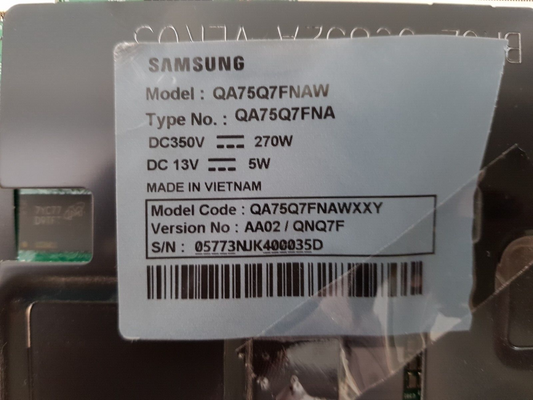 SAMSUNG
Model : QA75Q7FNAW
Type No. : QA75Q7FNA
DC350V 270W
DC 13V 5W
MADE IN VIETNAM
Model Code : QA75Q7FNAWXXY
Version No : AA02 / QNQ7F
S/N : 05773NJK400035D